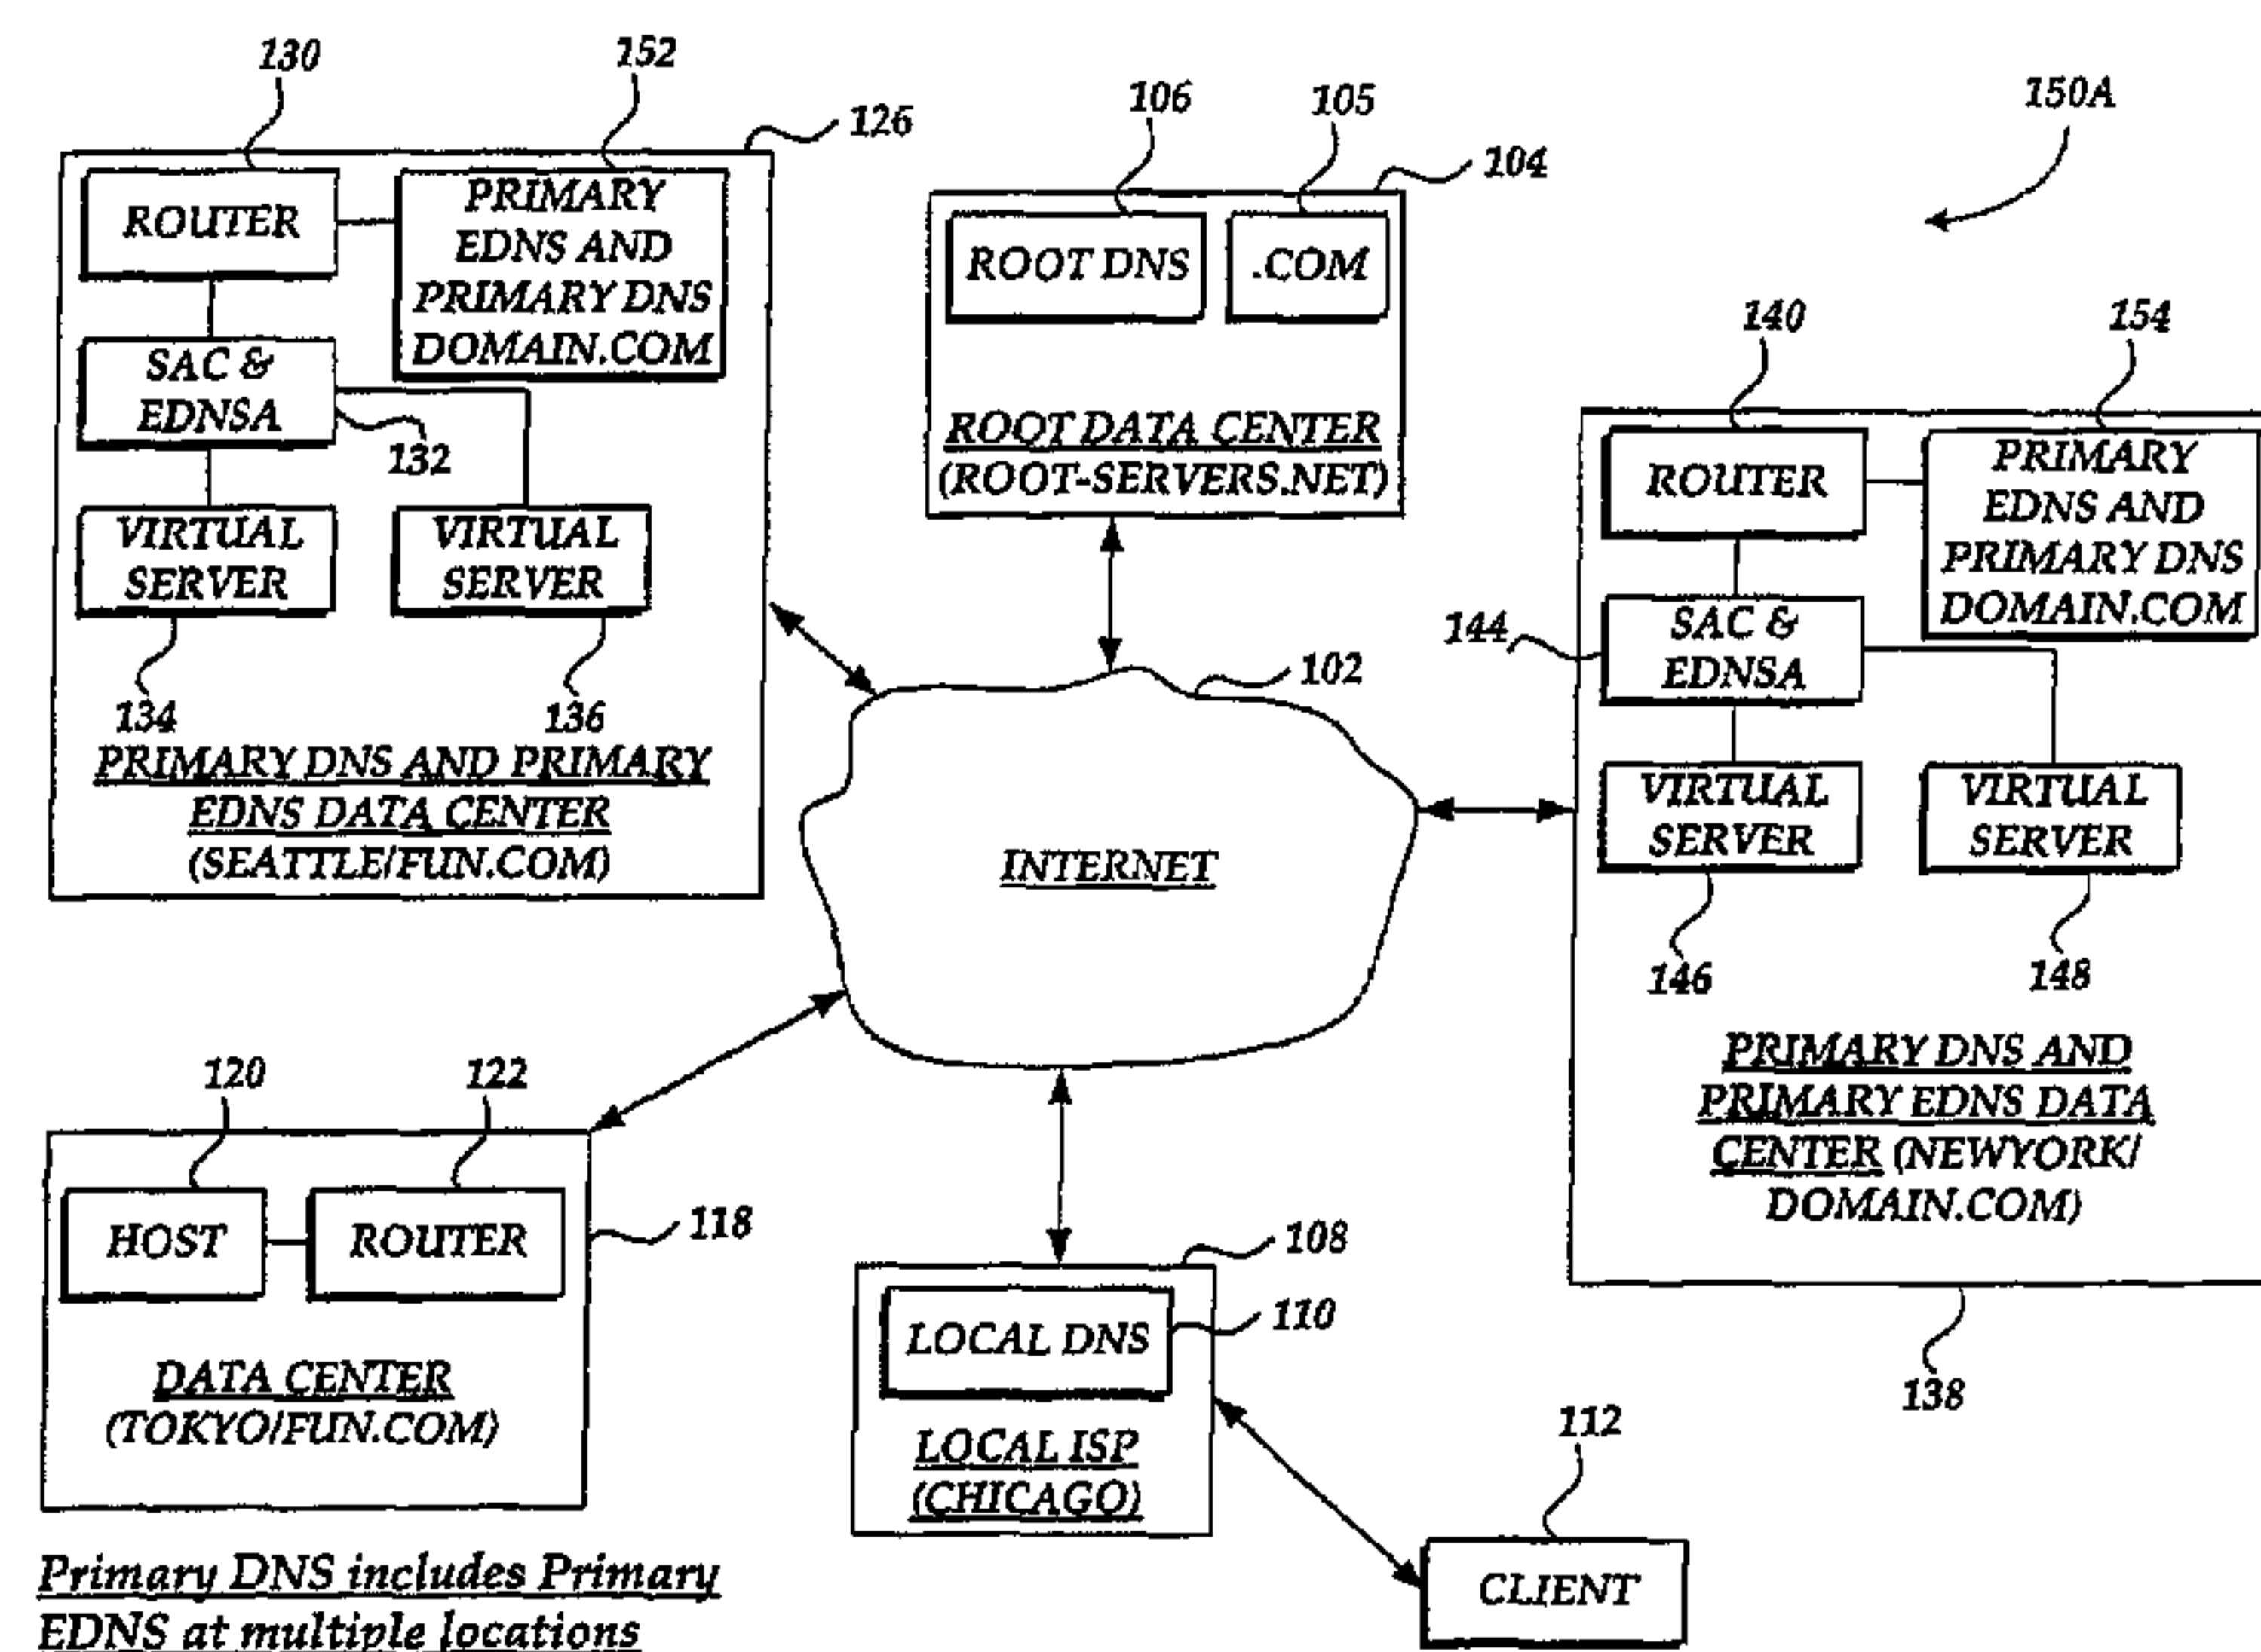 130
152
126
ROUTER
PRIMARY
EDNS AND
PRIMARY DNS
DOMAIN.COM
SAC &
EDNSA
132
VIRTUAL
SERVER
VIRTUAL
SERVER
134
136
PRIMARY DNS AND PRIMARY
EDNS DATA CENTER
(SEATTLE/FUN.COM)
106
105
104
ROOT DNS
.COM
ROOT DATA CENTER
(ROOT-SERVERS.NET)
150A
140
154
ROUTER
PRIMARY
EDNS AND
PRIMARY DNS
DOMAIN.COM
144
SAC &
EDNSA
VIRTUAL
SERVER
VIRTUAL
SERVER
146
148
PRIMARY DNS AND
PRIMARY EDNS DATA
CENTER (NEWYORK/
DOMAIN.COM)
138
102
INTERNET
120
122
118
HOST
ROUTER
DATA CENTER
(TOKYO/FUN.COM)
108
LOCAL DNS
110
LOCAL ISP
(CHICAGO)
112
CLIENT
Primary DNS includes Primary
EDNS at multiple locations